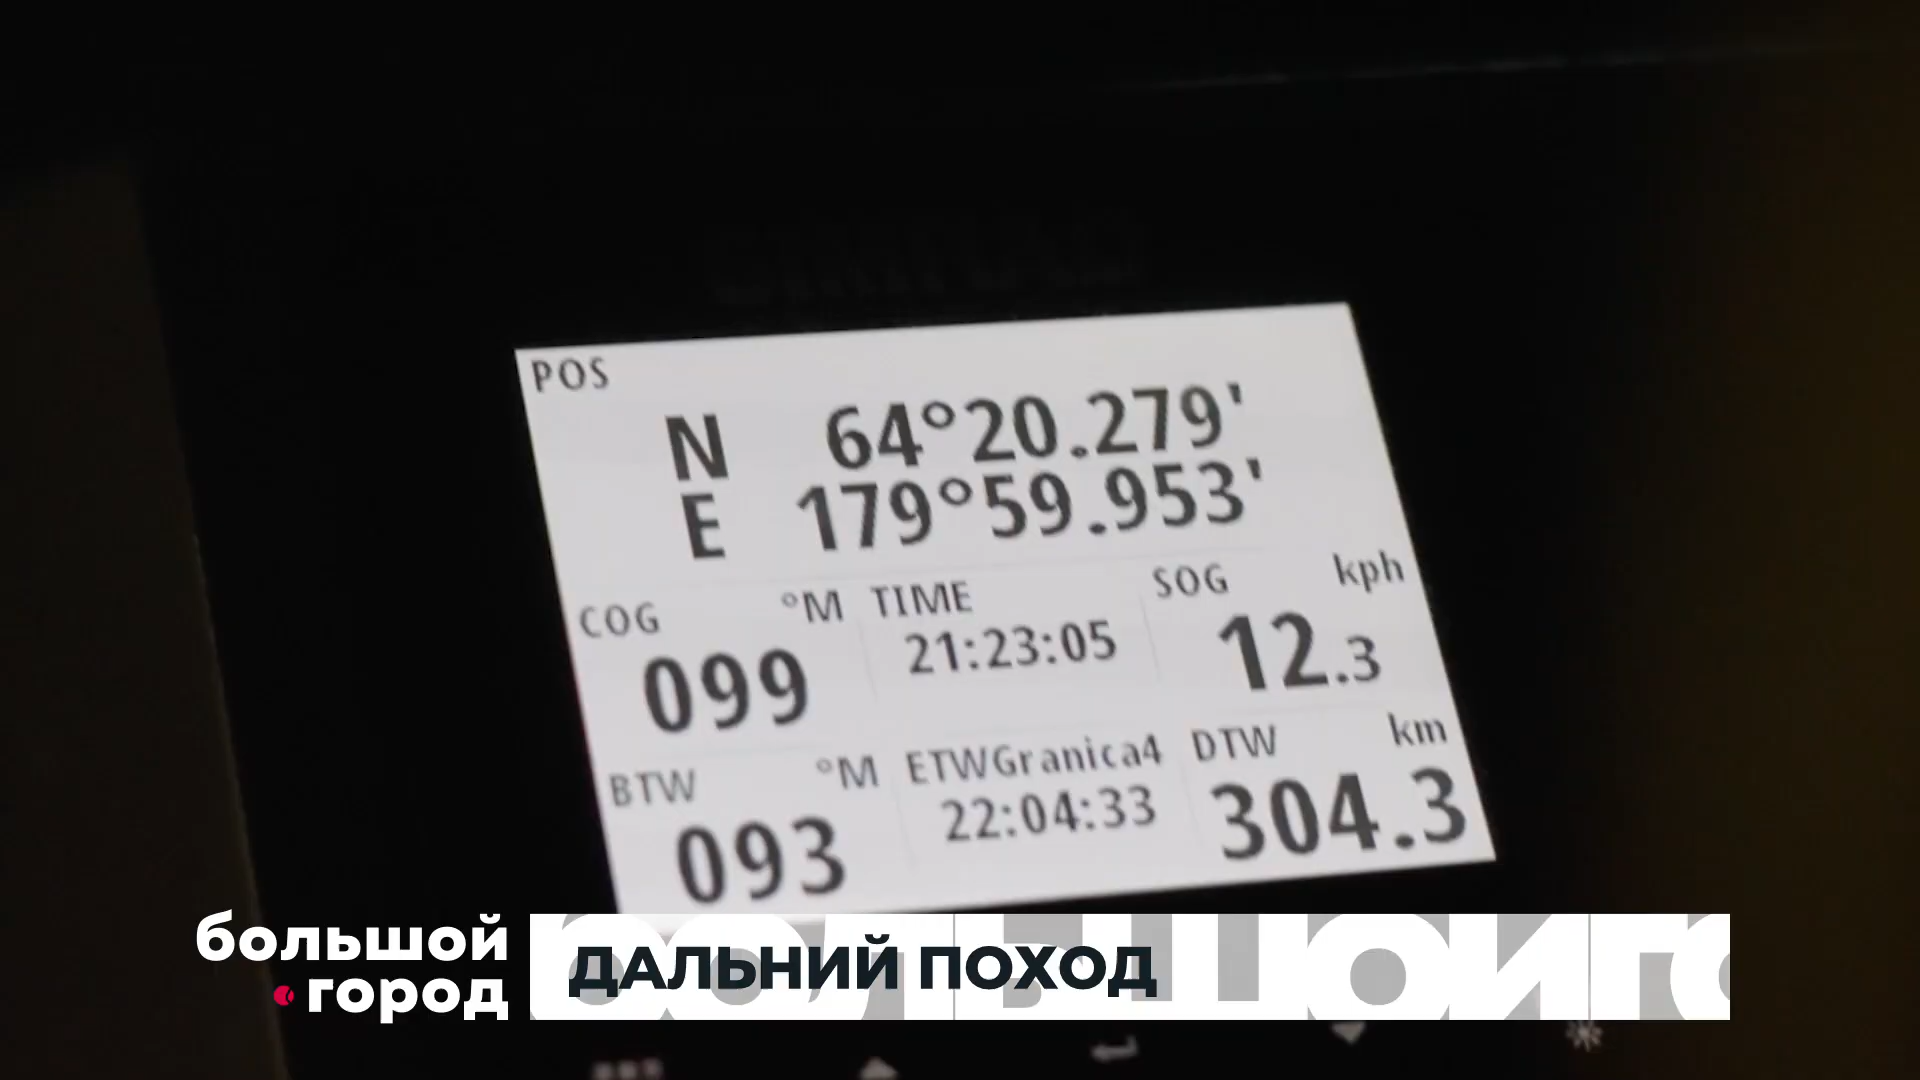 POS
N 64°20.279'
E 179°59.953'
COG °M TIME SOG kph
099 21:23:05 12.3
BTW °M ETWGranica4 DTW km
093 22:04:33 304.3
большой
город
ДАЛЬНИЙ ПОХОД